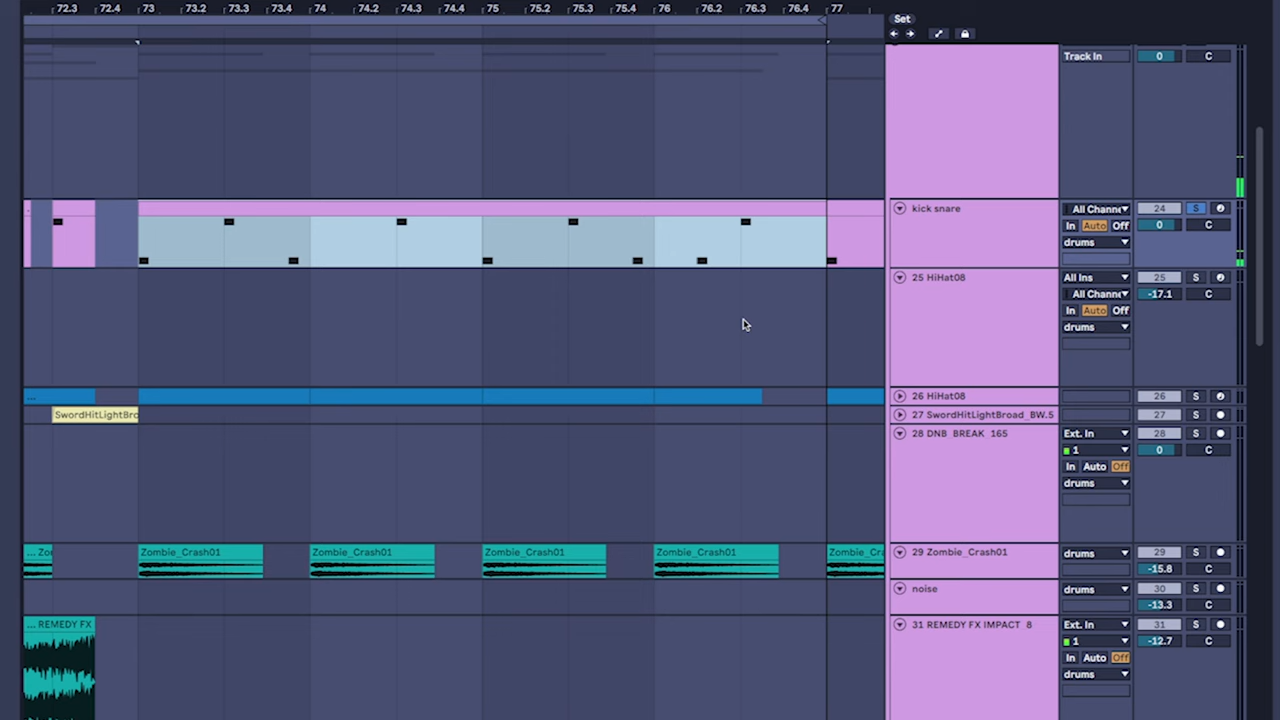 72.3 72.4 73 73.2 73.3 73.4 74 74.2 74.3 74.4 75 75.2 75.3 75.4 76 76.2 76.3 76.4 77
Set
Track In 0 C
kick snare All Channe 24 S
In Auto Off 0 C
drums
25 HiHat08 All Ins 25 S
All Channe -17.1 C
In Auto Off
drums
... 26 HiHat08 26 S
SwordHitLightBro 27 SwordHitLightBroad_BW.5 27 S
28 DNB BREAK 165 Ext. In 28 S
1 0 C
In Auto Off
drums
... Zo Zombie_Crash01 Zombie_Crash01 Zombie_Crash01 Zombie_Crash01 Zombie_Cr 29 Zombie_Crash01 drums 29 S
-15.8 C
noise drums 30 S
-13.3 C
... REMEDY FX 31 REMEDY FX IMPACT 8 Ext. In 31 S
1 -12.7 C
In Auto Off
drums